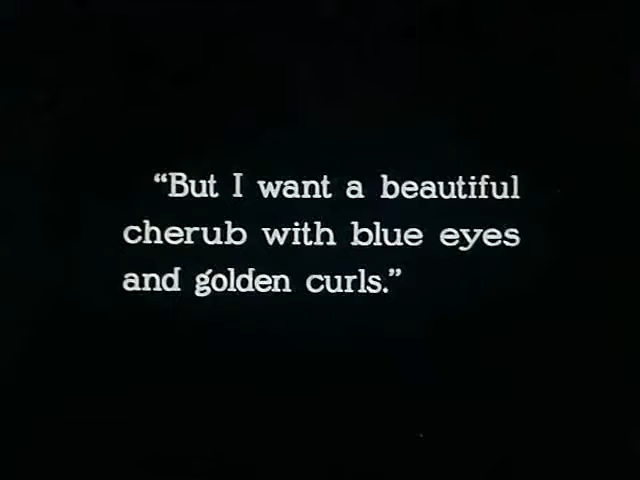 “But I want a beautiful
cherub with blue eyes
and golden curls.”